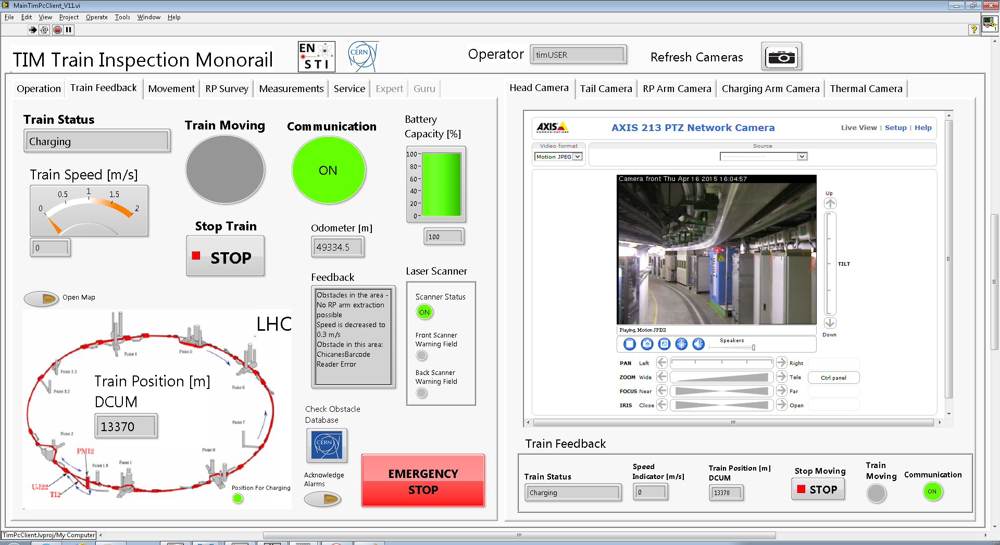 MainTimPcClient_V11.vi
File Edit View Project Operate Tools Window Help
TIM Train Inspection Monorail
EN
STI
CERN
Operator
timUSER
Refresh Cameras
Operation Train Feedback Movement RP Survey Measurements Service Expert Guru
Train Status
Charging
Train Moving
Communication
ON
Battery
Capacity [%]
100
80
60
40
20
0
100
Train Speed [m/s]
0 0.5 1 1.5 2
0
Stop Train
STOP
Odometer [m]
49334.5
Feedback
Obstacles in the area -
No RP arm extraction
possible
Speed is decreased to
0.3 m/s
Obstacle in this area:
ChicanesBarcode
Reader Error
Laser Scanner
Scanner Status
ON
Front Scanner
Warning Field
Back Scanner
Warning Field
Open Map
LHC
Point 4
Point 5
Point 3.3
Point 3.2
Point 6
Train Position [m]
DCUM
13370
Point 7
Point 2
PMI2
Point 1.8
Point 1
Point 8
UJ22
TI2
Position For Charging
Check Obstacle
Database
CERN
Acknowledge
Alarms
EMERGENCY
STOP
Head Camera Tail Camera RP Arm Camera Charging Arm Camera Thermal Camera
AXIS
COMMUNICATIONS
AXIS 213 PTZ Network Camera
Live View | Setup | Help
Video format
Motion JPEG
Source
Camera front Thu Apr 16 2015 16:04:57
Up
TILT
Down
Playing, Motion JPEG
Speakers
PAN Left Right
ZOOM Wide Tele
Ctrl panel
FOCUS Near Far
IRIS Close Open
Train Feedback
Train Status
Charging
Speed
Indicator [m/s]
0
Train Position [m]
DCUM
13370
Stop Moving
STOP
Train
Moving
Communication
ON
TimPcClient.lvproj/My Computer